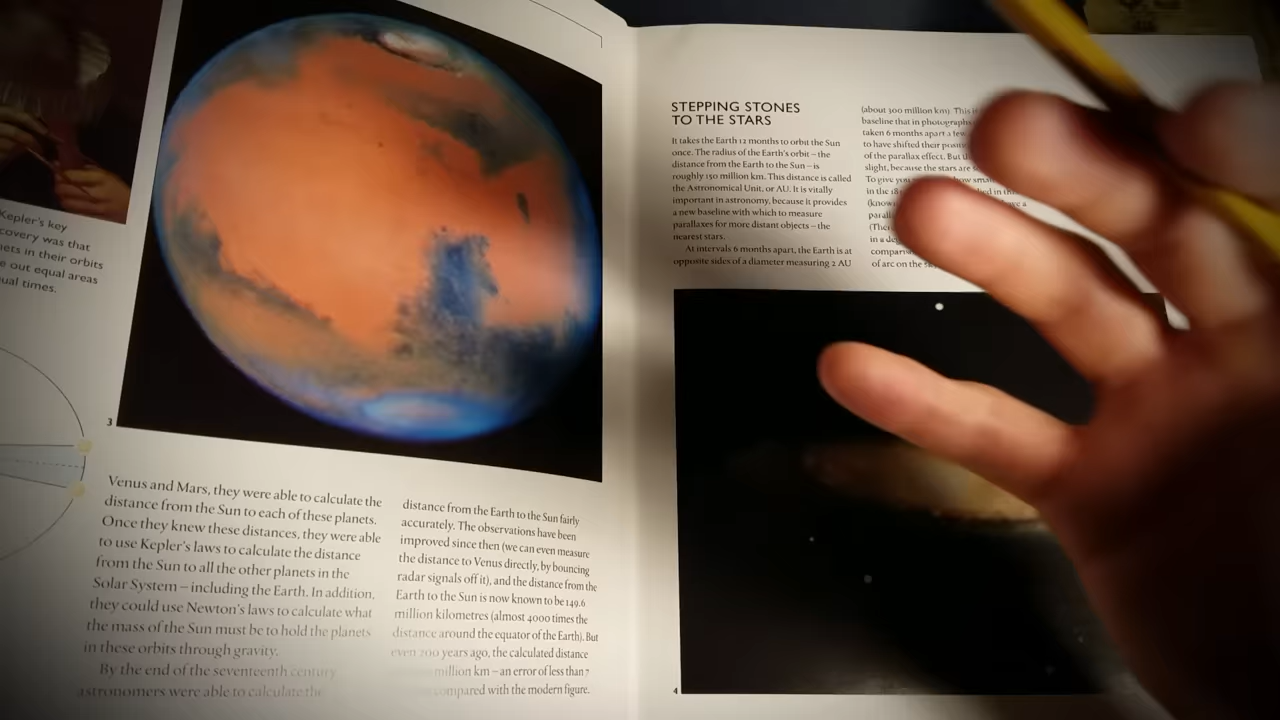 Kepler's key
covery was that
ets in their orbits
e out equal areas
ual times.
3
Venus and Mars, they were able to calculate the
distance from the Sun to each of these planets.
Once they knew these distances, they were able
to use Kepler's laws to calculate the distance
from the Sun to all the other planets in the
Solar System – including the Earth. In addition,
they could use Newton's laws to calculate what
the mass of the Sun must be to hold the planets
in these orbits through gravity.
By the end of the seventeenth century
astronomers were able to calculate the
distance from the Earth to the Sun fairly
accurately. The observations have been
improved since then (we can even measure
the distance to Venus directly, by bouncing
radar signals off it), and the distance from the
Earth to the Sun is now known to be 149.6
million kilometres (almost 4000 times the
distance around the equator of the Earth). But
even 200 years ago, the calculated distance
million km – an error of less than 7
compared with the modern figure.
STEPPING STONES
TO THE STARS
It takes the Earth 12 months to orbit the Sun
once. The radius of the Earth's orbit – the
distance from the Earth to the Sun – is
roughly 150 million km. This distance is called
the Astronomical Unit, or AU. It is vitally
important in astronomy, because it provides
a new baseline with which to measure
parallaxes for more distant objects – the
nearest stars.
At intervals 6 months apart, the Earth is at
opposite sides of a diameter measuring 2 AU
(about 300 million km). This is
baseline that in photographs
taken 6 months apart a few
to have shifted their
of the parallax effect. But
slight, because the stars are
To give you how
in the
(know
parall
(The
in a de
compar
of arc on the
4